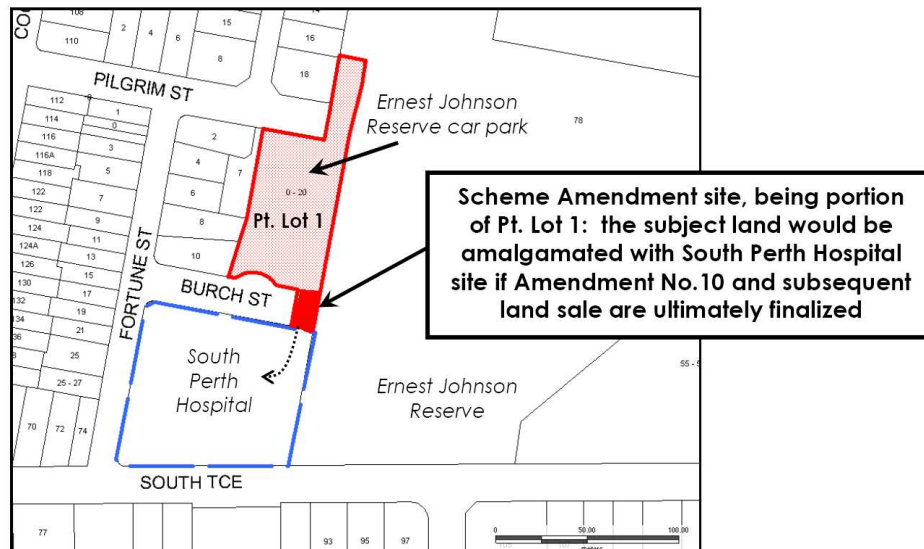 COO
108
110
2
4
6
15
8
14
16
18
PILGRIM ST
Ernest Johnson
Reserve car park
78
112
9
1
114
0
116
3
116A
118
5
122
7
122
9
124
11
124A
13
126
15
130
17
132
19
134
21
36
25
25 - 27
70
72
74
2
4
7
6
8
10
0 - 20
Pt. Lot 1
FORTUNE ST
BURCH ST
Scheme Amendment site, being portion
of Pt. Lot 1: the subject land would be
amalgamated with South Perth Hospital
site if Amendment No.10 and subsequent
land sale are ultimately finalized
South
Perth
Hospital
Ernest Johnson
Reserve
55 - 5
SOUTH TCE
77
93
95
97
0
50.00
100.00